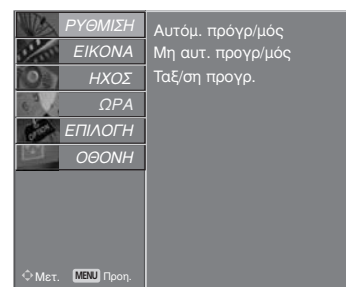 ΡΥΘΜΙΣΗ
ΕΙΚΟΝΑ
ΗΧΟΣ
ΩΡΑ
ΕΠΙΛΟΓΗ
ΟΘΟΝΗ
Αυτόμ. πρόγρ/μός
Μη αυτ. προγρ/μός
Ταξ/ση προγρ.
Μετ. MENU Προη.